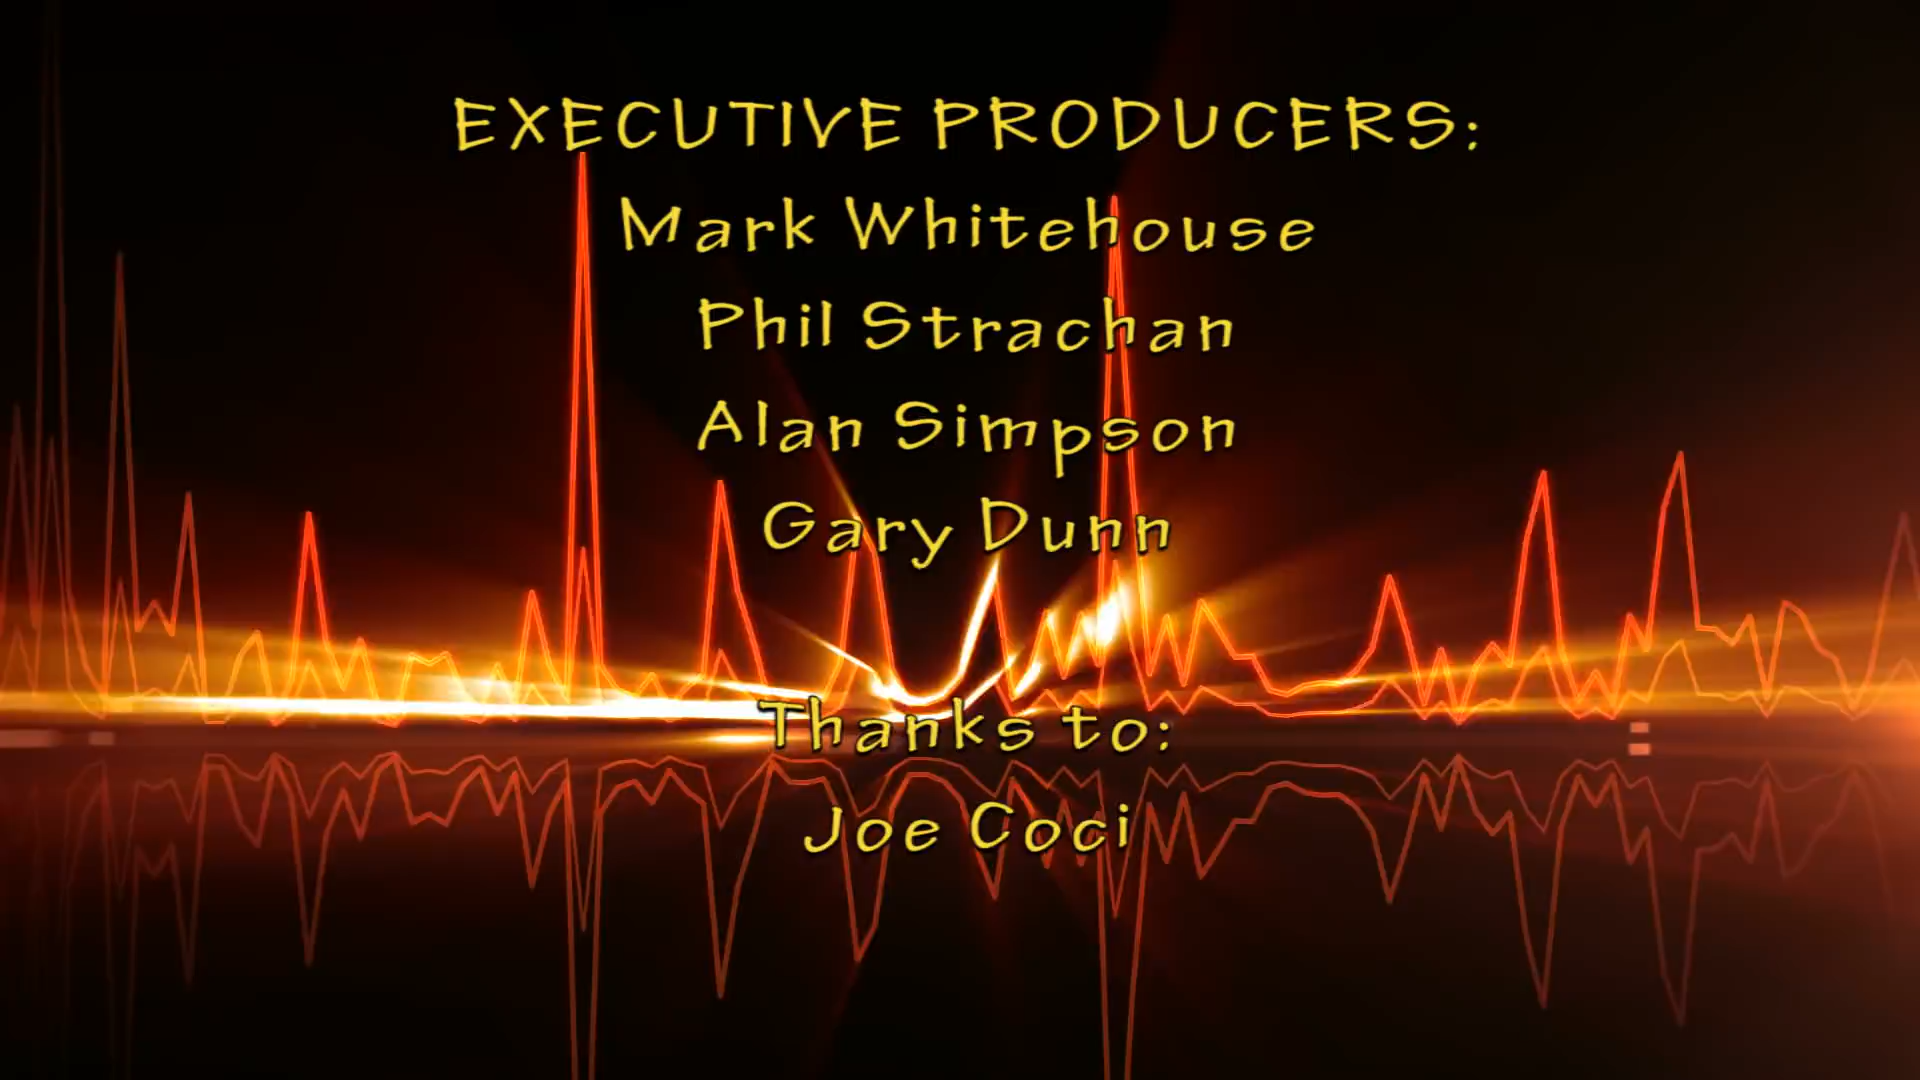 EXECUTIVE PRODUCERS:
Mark Whitehouse
Phil Strachan
Alan Simpson
Gary Dunn
Thanks to:
Joe Coci